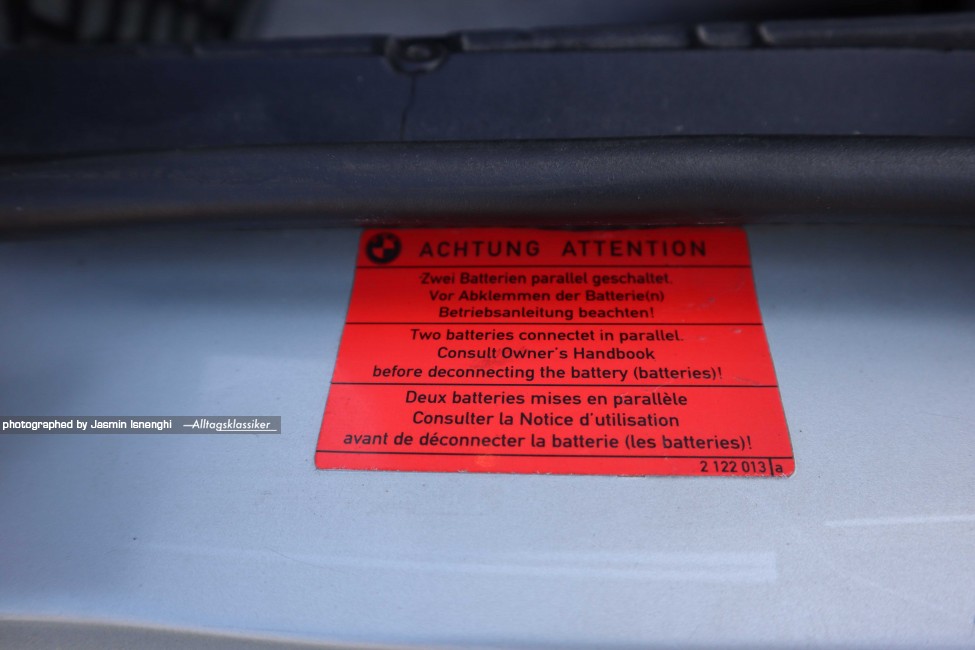 ACHTUNG ATTENTION
Zwei Batterien parallel geschaltet.
Vor Abklemmen der Batterie(n)
Betriebsanleitung beachten!
Two batteries connectet in parallel.
Consult Owner's Handbook
before deconnecting the battery (batteries)!
Deux batteries mises en parallèle
Consulter la Notice d'utilisation
avant de déconnecter la batterie (les batteries)!
2 122 013 a
photographed by Jasmin Isnenghi —Alltagsklassiker